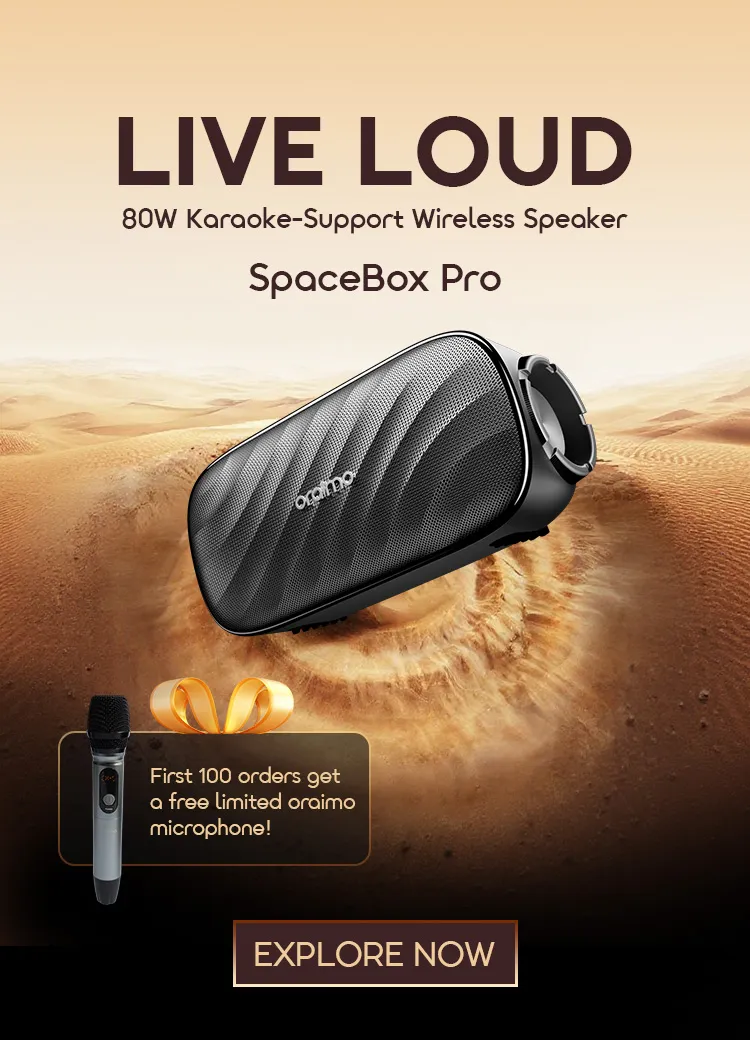 LIVE LOUD
80W Karaoke-Support Wireless Speaker
SpaceBox Pro
oraimo
First 100 orders get
a free limited oraimo
microphone!
EXPLORE NOW